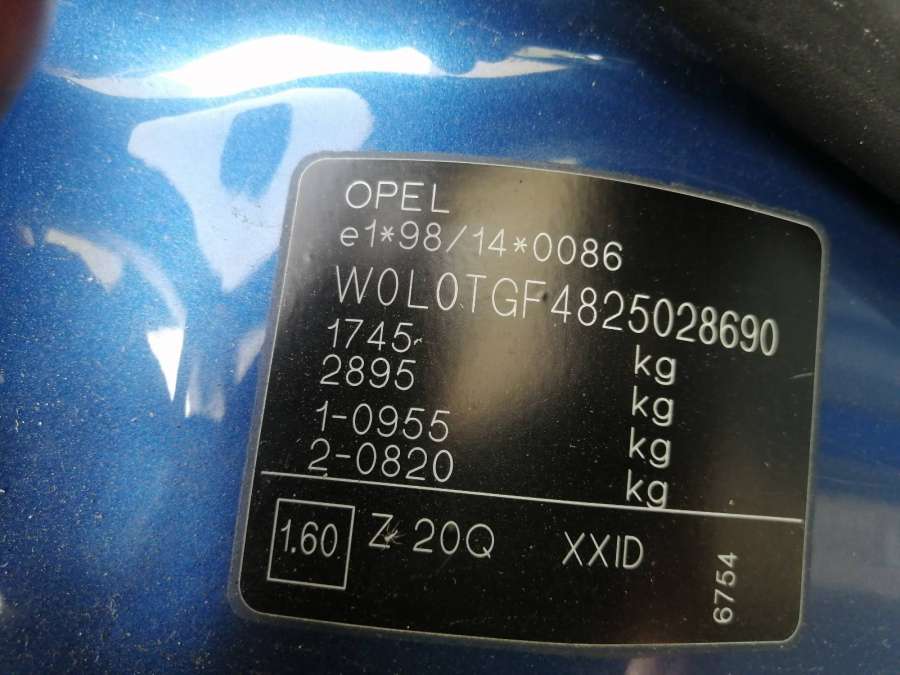 OPEL
e1*98/14*0086
W0L0TGF4825028690
1745 kg
2895 kg
1-0955 kg
2-0820 kg
1.60 Z 20Q XXID
6754